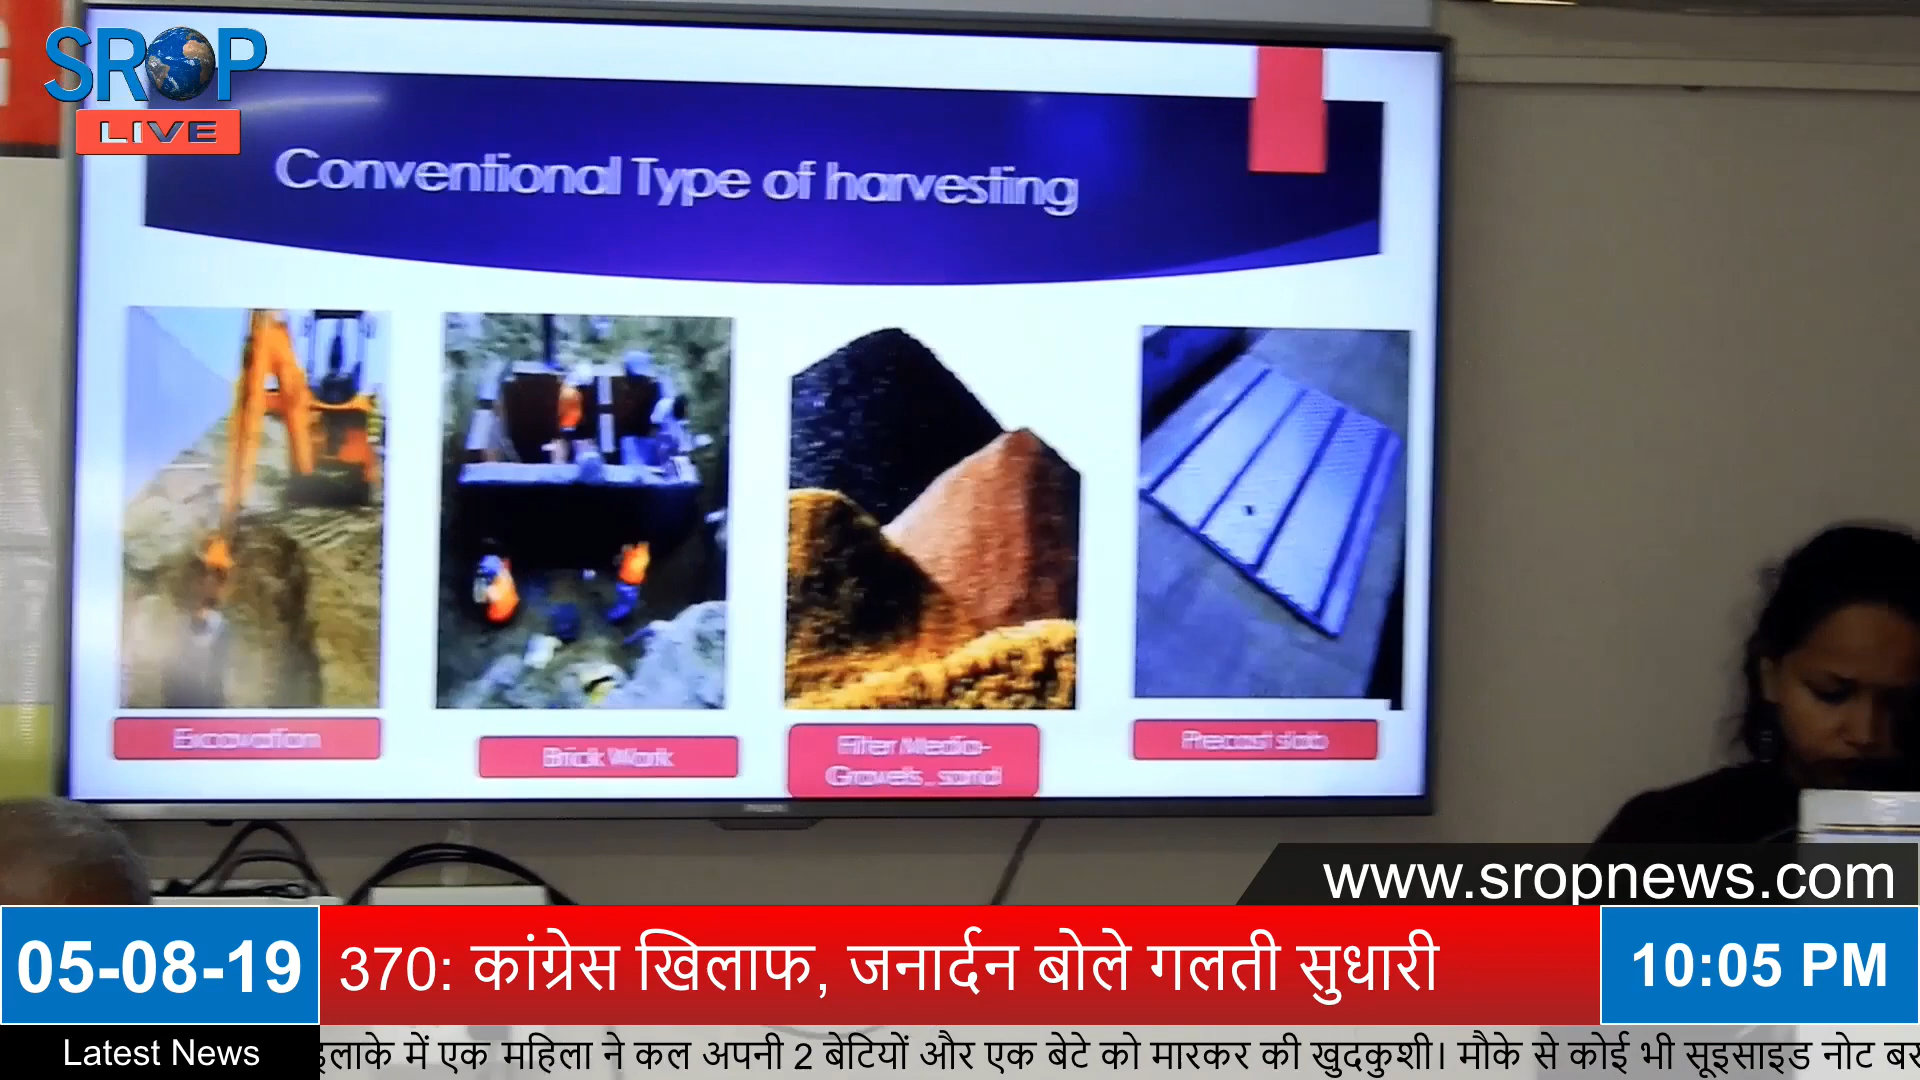 SROP
LIVE
Conventional Type of harvesting
Excavation
Brick Work
Filter Media-
Gravels, sand
Precast slab
PHILIPS
www.sropnews.com
05-08-19
370: कांग्रेस खिलाफ, जनार्दन बोले गलती सुधारी
10:05 PM
Latest News
इलाके में एक महिला ने कल अपनी 2 बेटियों और एक बेटे को मारकर की खुदकुशी। मौके से कोई भी सूइसाइड नोट बर